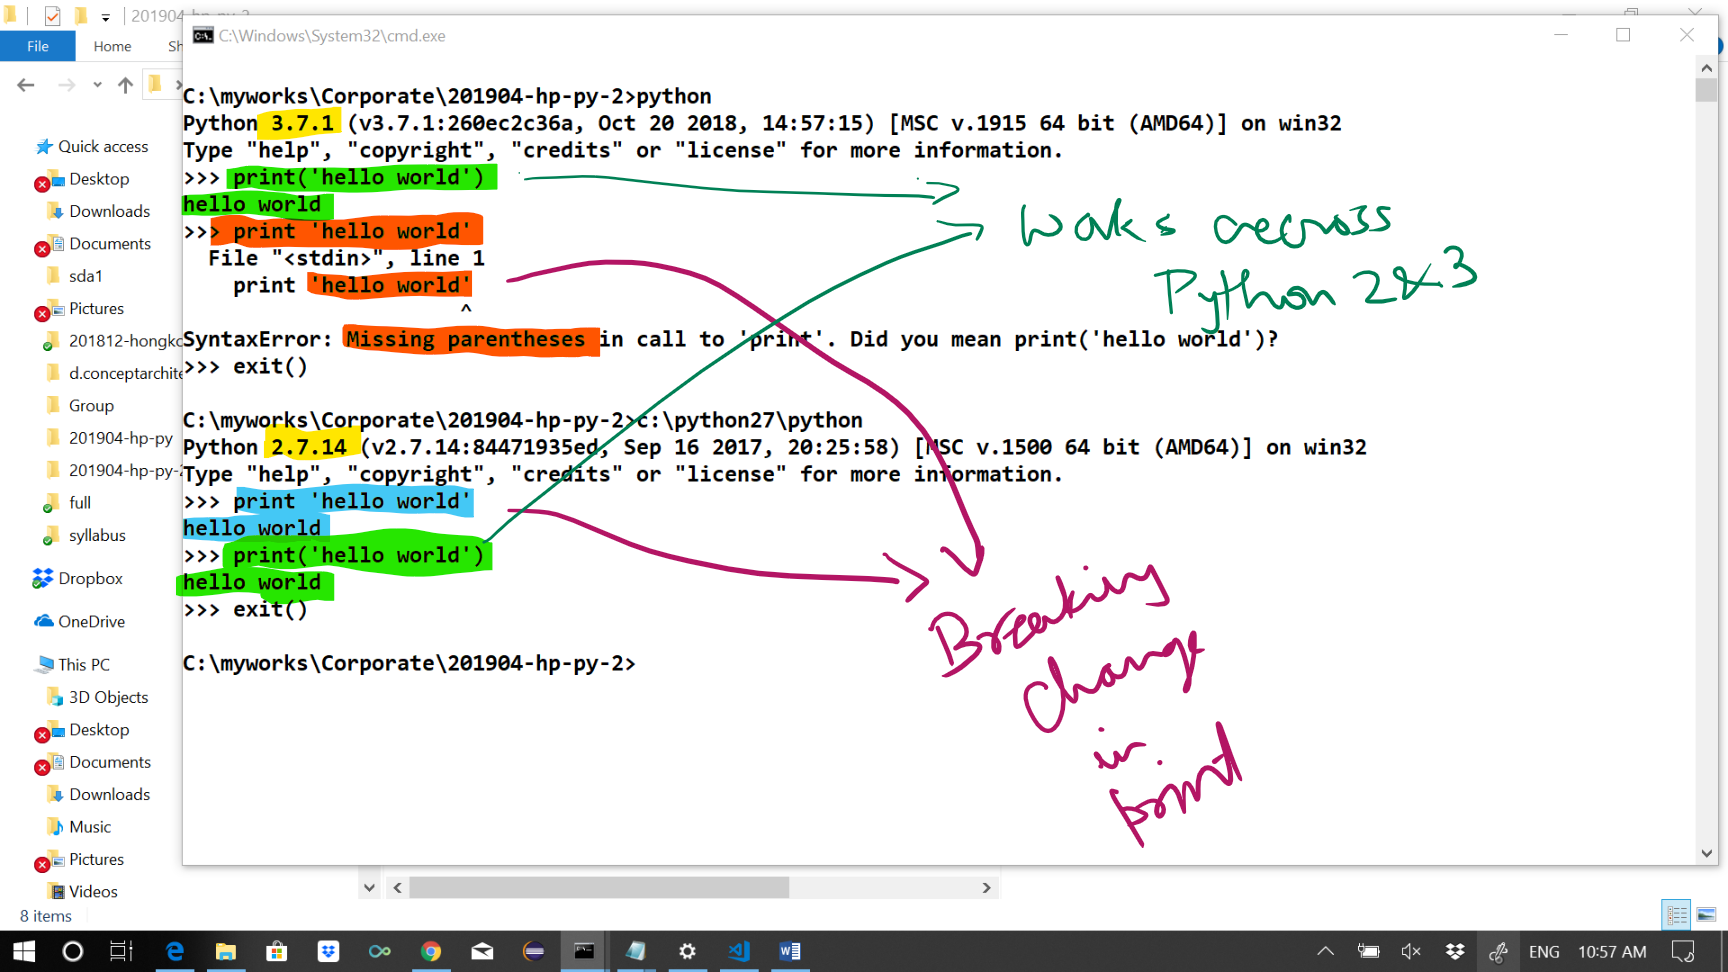 201904-hp-py-2
C:\Windows\System32\cmd.exe
File
Home
Sh
C:\myworks\Corporate\201904-hp-py-2>python
Python 3.7.1 (v3.7.1:260ec2c36a, Oct 20 2018, 14:57:15) [MSC v.1915 64 bit (AMD64)] on win32
Type "help", "copyright", "credits" or "license" for more information.
>>> print('hello world')
hello world
>>> print 'hello world'
File "<stdin>", line 1
print 'hello world'
^
SyntaxError: Missing parentheses in call to 'print'. Did you mean print('hello world')?
>>> exit()
C:\myworks\Corporate\201904-hp-py-2>c:\python27\python
Python 2.7.14 (v2.7.14:84471935ed, Sep 16 2017, 20:25:58) [MSC v.1500 64 bit (AMD64)] on win32
Type "help", "copyright", "credits" or "license" for more information.
>>> print 'hello world'
hello world
>>> print('hello world')
hello world
>>> exit()
C:\myworks\Corporate\201904-hp-py-2>
Works across
Python 2&3
Breaking
change
in
print
Quick access
Desktop
Downloads
Documents
sda1
Pictures
201812-hongko
d.conceptarchite
Group
201904-hp-py
201904-hp-py-2
full
syllabus
Dropbox
OneDrive
This PC
3D Objects
Desktop
Documents
Downloads
Music
Pictures
Videos
8 items
ENG
10:57 AM